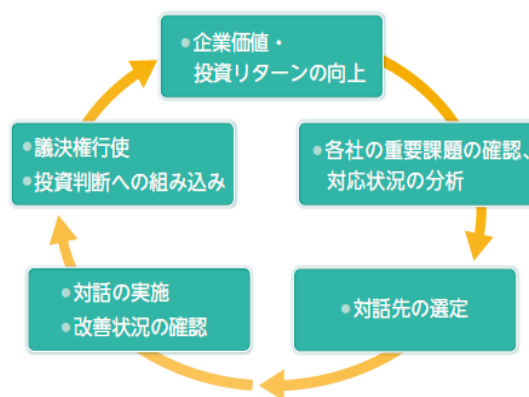 ●企業価値・
投資リターンの向上
●各社の重要課題の確認、
対応状況の分析
●対話先の選定
●対話の実施
●改善状況の確認
●議決権行使
●投資判断への組み込み